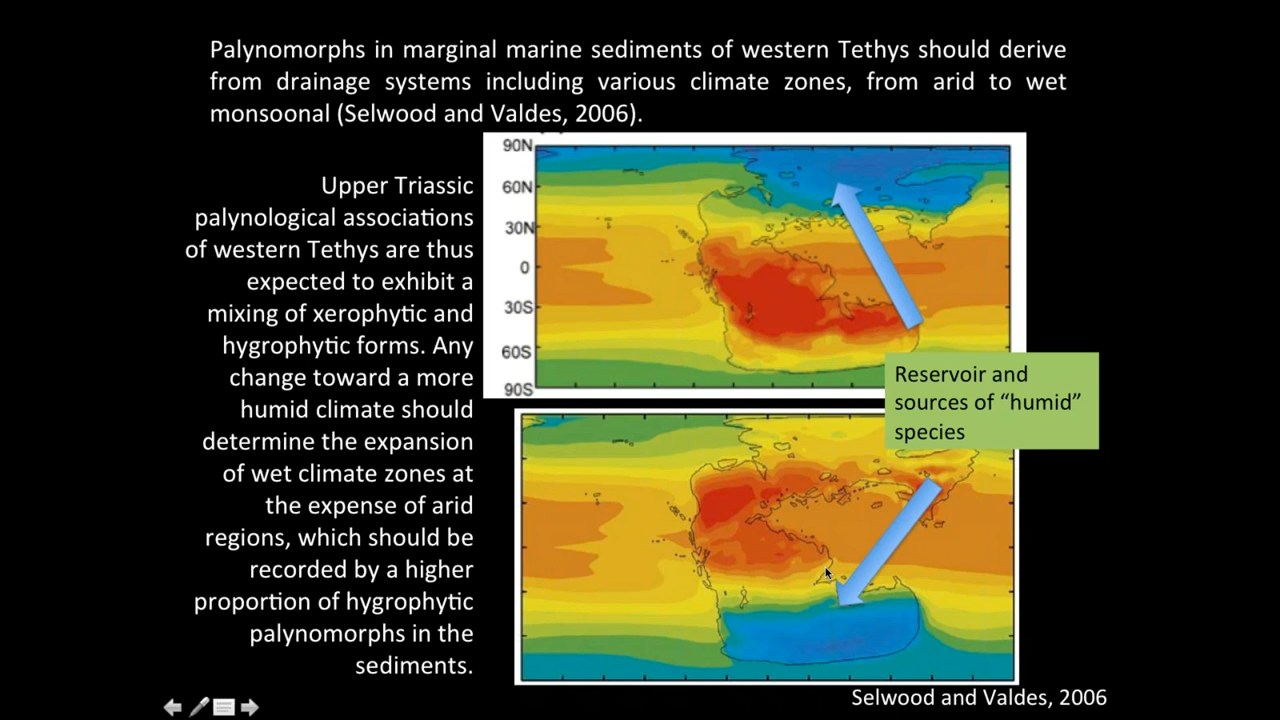 Palynomorphs in marginal marine sediments of western Tethys should derive
from drainage systems including various climate zones, from arid to wet
monsoonal (Selwood and Valdes, 2006).
Upper Triassic
palynological associations
of western Tethys are thus
expected to exhibit a
mixing of xerophytic and
hygrophytic forms. Any
change toward a more
humid climate should
determine the expansion
of wet climate zones at
the expense of arid
regions, which should be
recorded by a higher
proportion of hygrophytic
palynomorphs in the
sediments.
90N
60N
30N
0
30S
60S
90S
Reservoir and
sources of “humid”
species
Selwood and Valdes, 2006